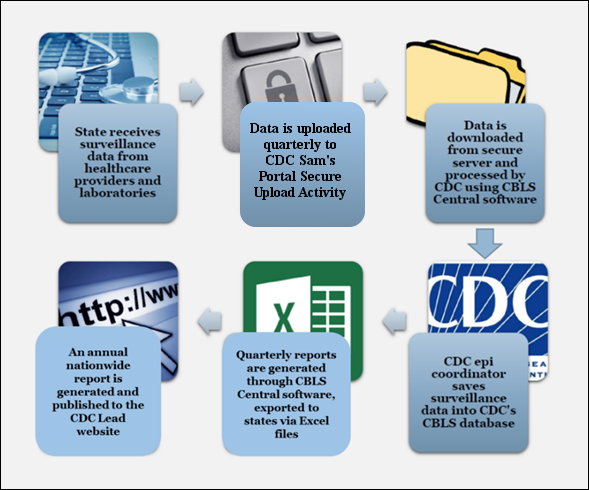 State receives
surveillance
data from
healthcare
providers and
laboratories
Data is uploaded
quarterly to
CDC Sam's
Portal Secure
Upload Activity
Data is
downloaded
from secure
server and
processed by
CDC using CBLS
Central software
CDC
CDC epi
coordinator
saves
surveillance
data into CDC's
CBLS database
X
Quarterly reports
are generated
through CBLS
Central software,
exported to
states via Excel
files
http://ww
An annual
nationwide
report is
generated and
published to the
CDC Lead
website